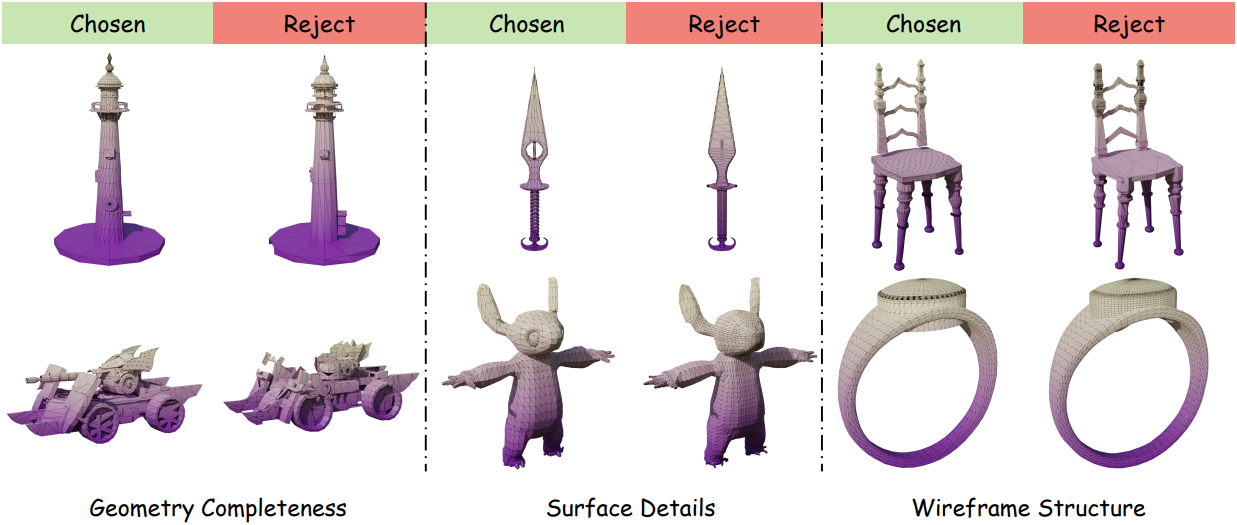 Chosen Reject Chosen Reject Chosen Reject
Geometry Completeness Surface Details Wireframe Structure